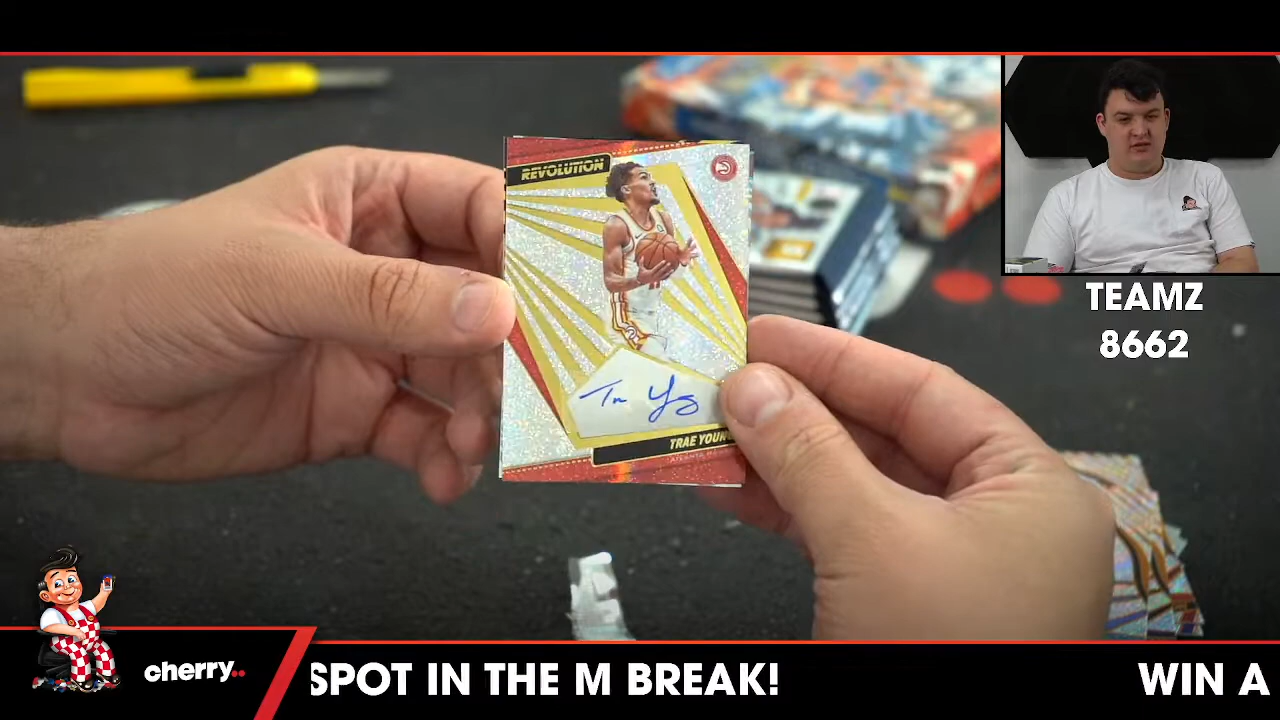 REVOLUTION
TRAE YOUN
TEAMZ
8662
cherry..
SPOT IN THE M BREAK!
WIN A